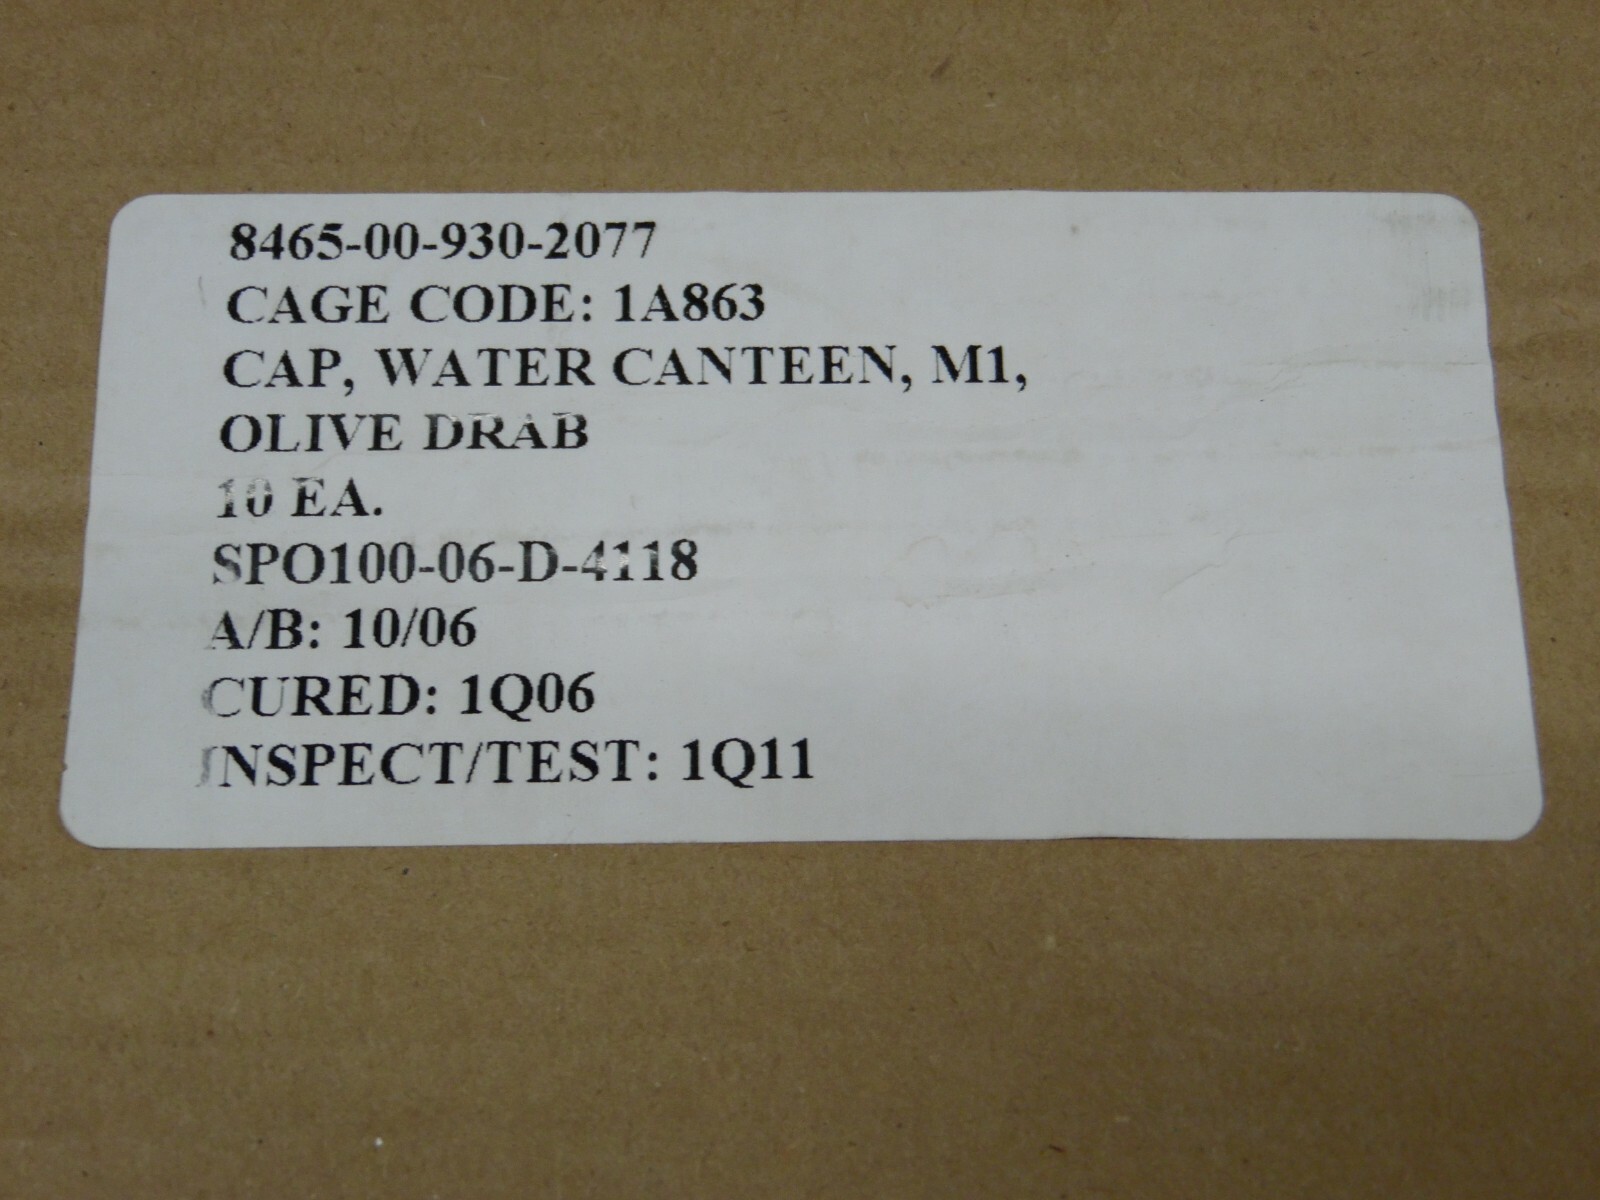 8465-00-930-2077
CAGE CODE: 1A863
CAP, WATER CANTEEN, M1,
OLIVE DRAB
10 EA.
SPO100-06-D-4118
A/B: 10/06
CURED: 1Q06
INSPECT/TEST: 1Q11